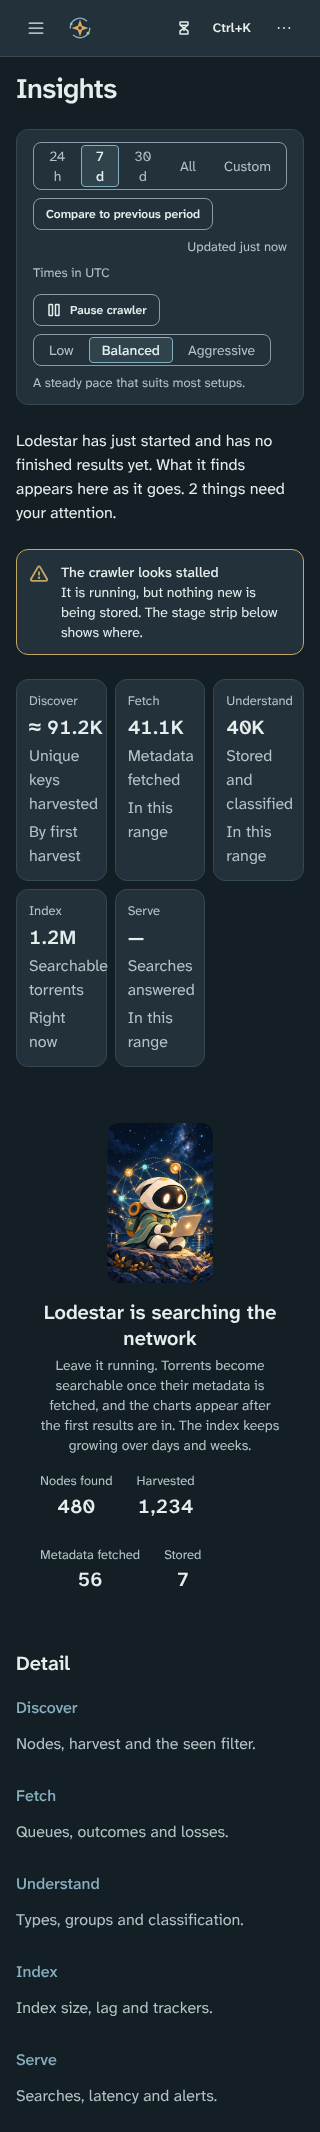 Ctrl+K
Insights
24 h
7 d
30 d
All
Custom
Compare to previous period
Updated just now
Times in UTC
Pause crawler
Low
Balanced
Aggressive
A steady pace that suits most setups.
Lodestar has just started and has no
finished results yet. What it finds
appears here as it goes. 2 things need
your attention.
The crawler looks stalled
It is running, but nothing new is
being stored. The stage strip below
shows where.
Discover
≈ 91.2K
Unique
keys
harvested
By first
harvest
Fetch
41.1K
Metadata
fetched
In this
range
Understand
40K
Stored
and
classified
In this
range
Index
1.2M
Searchable
torrents
Right
now
Serve
—
Searches
answered
In this
range
Lodestar is searching the
network
Leave it running. Torrents become
searchable once their metadata is
fetched, and the charts appear after
the first results are in. The index keeps
growing over days and weeks.
Nodes found
480
Harvested
1,234
Metadata fetched
56
Stored
7
Detail
Discover
Nodes, harvest and the seen filter.
Fetch
Queues, outcomes and losses.
Understand
Types, groups and classification.
Index
Index size, lag and trackers.
Serve
Searches, latency and alerts.